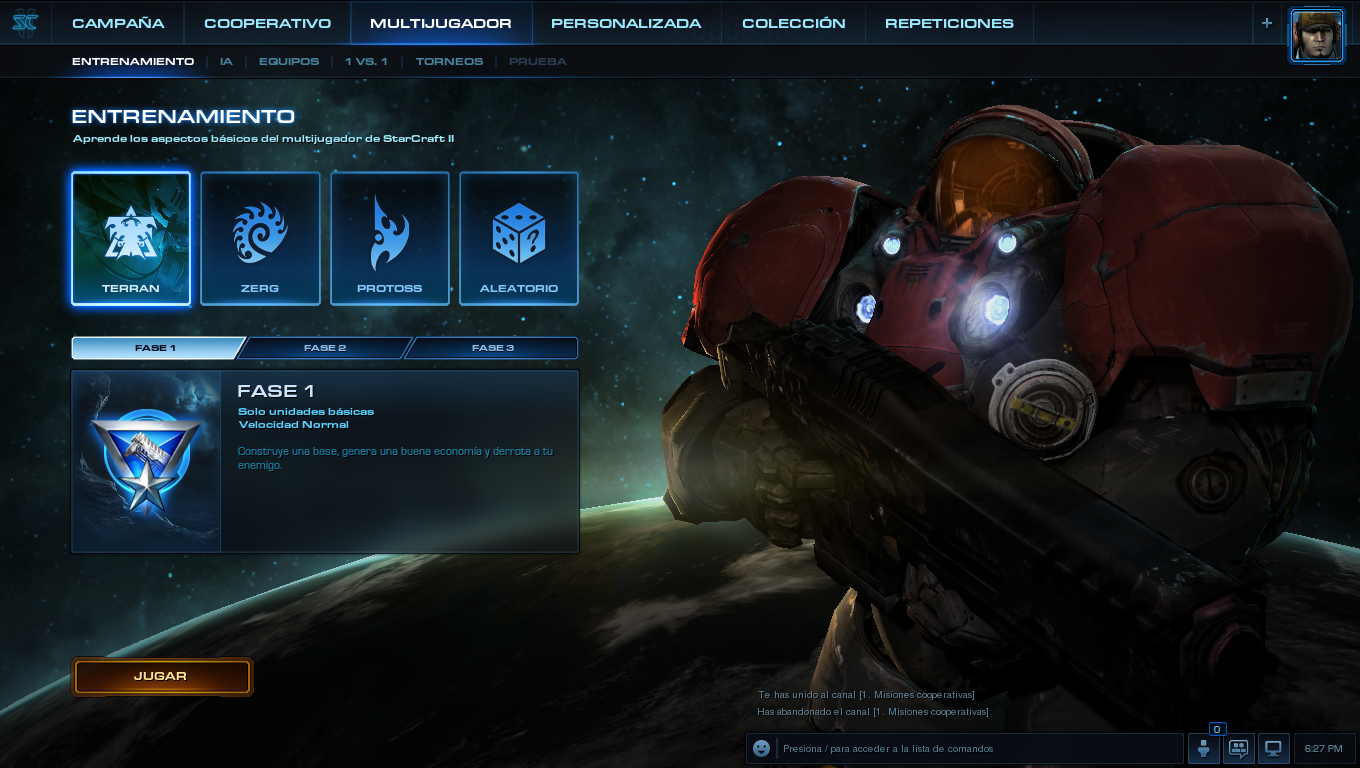 CAMPAÑA COOPERATIVO MULTIJUGADOR PERSONALIZADA COLECCIÓN REPETICIONES +
ENTRENAMIENTO | IA | EQUIPOS | 1 VS. 1 | TORNEOS | PRUEBA
ENTRENAMIENTO
Aprende los aspectos básicos del multijugador de StarCraft II
TERRAN ZERG PROTOSS ALEATORIO
FASE 1 FASE 2 FASE 3
FASE 1
Solo unidades básicas
Velocidad Normal
Construye una base, genera una buena economía y derrota a tu
enemigo.
JUGAR
Te has unido al canal [1. Misiones cooperativas]
Has abandonado el canal [1. Misiones cooperativas]
0
Presiona / para acceder a la lista de comandos
6:27 PM